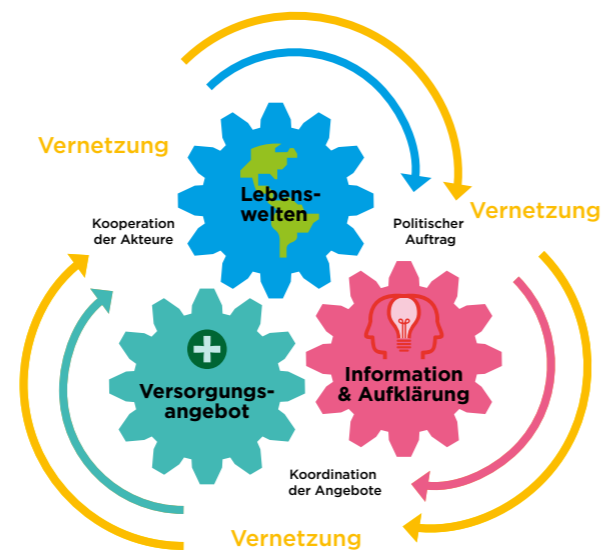 Vernetzung
Lebens-
welten
Kooperation
der Akteure
Politischer
Auftrag
Vernetzung
Versorgungs-
angebot
Information
& Aufklärung
Koordination
der Angebote
Vernetzung